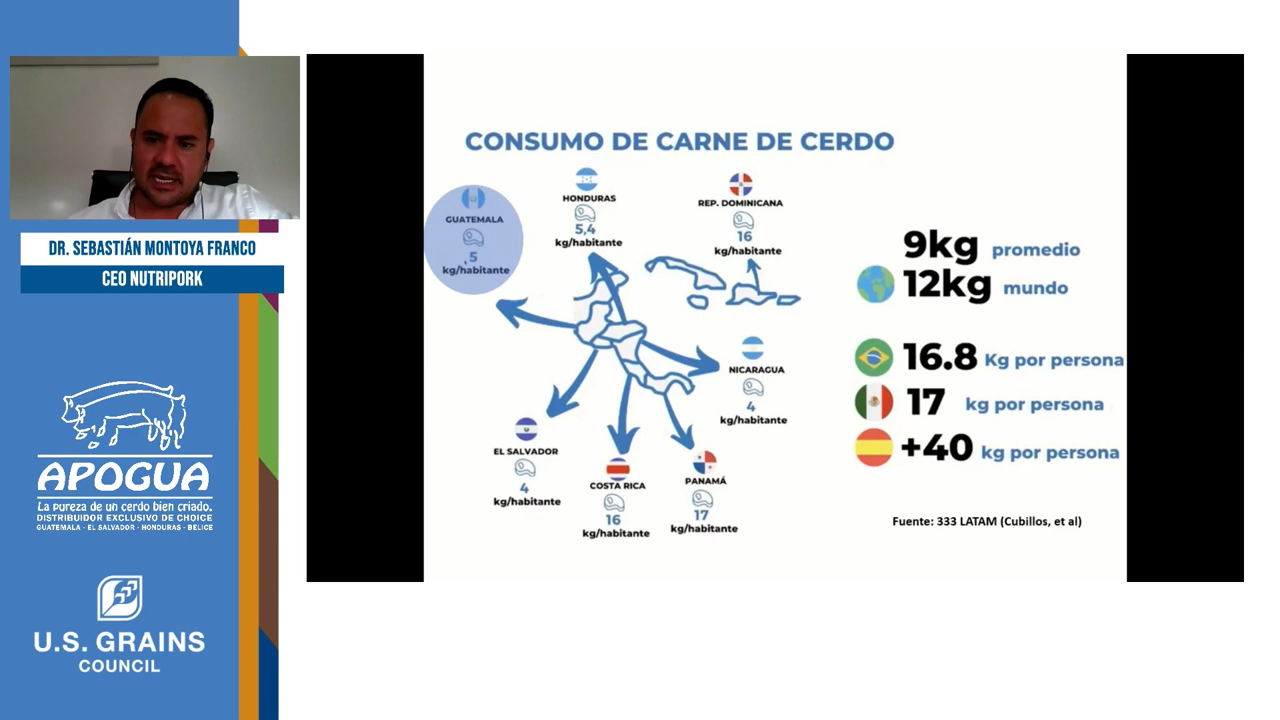 DR. SEBASTIÁN MONTOYA FRANCO
CEO NUTRIPORK
APOGUA
La pureza de un cerdo bien criado.
DISTRIBUIDOR EXCLUSIVO DE CHOICE
GUATEMALA - EL SALVADOR - HONDURAS - BELICE
U.S. GRAINS
COUNCIL
CONSUMO DE CARNE DE CERDO
GUATEMALA
5
kg/habitante
HONDURAS
5,4
kg/habitante
REP. DOMINICANA
16
kg/habitante
NICARAGUA
4
kg/habitante
EL SALVADOR
4
kg/habitante
COSTA RICA
16
kg/habitante
PANAMÁ
17
kg/habitante
9kg promedio
12kg mundo
16.8 Kg por persona
17 kg por persona
+40 kg por persona
Fuente: 333 LATAM (Cubillos, et al)